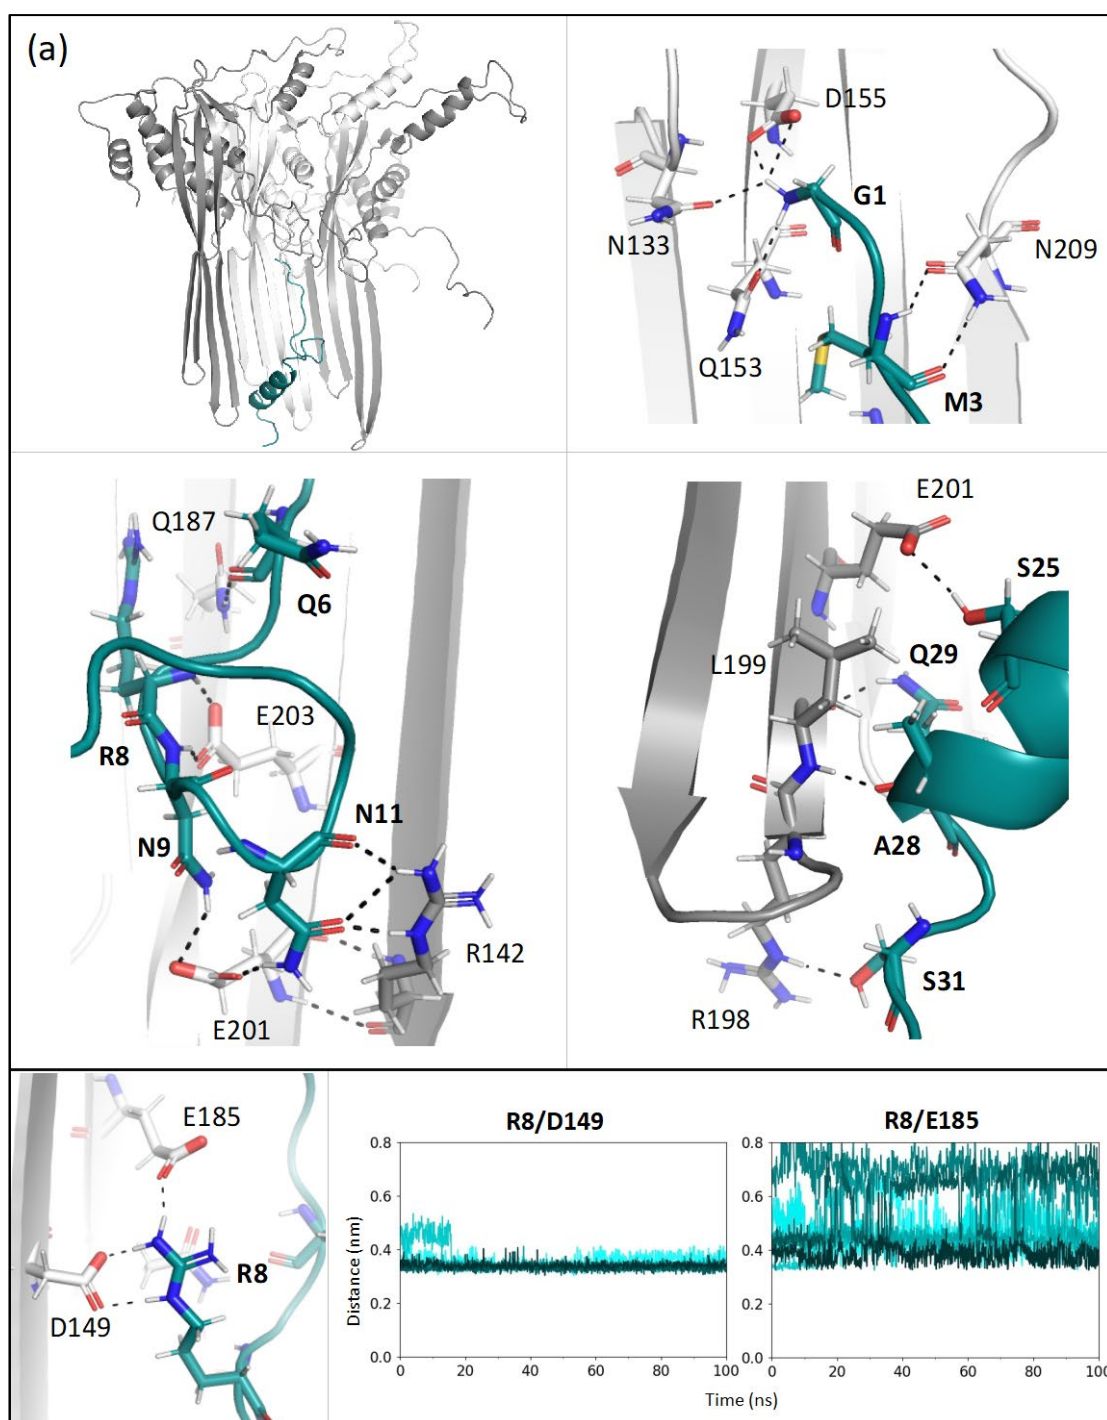 (a)
D155
G1
N133
N209
Q153
M3
Q187
Q6
E203
R8
N11
N9
R142
E201
E201
S25
Q29
L199
A28
S31
R198
E185
R8
D149
R8/D149
R8/E185
0.8
0.6
0.4
0.2
0.0
Distance (nm)
0 20 40 60 80 100
0.8
0.6
0.4
0.2
0.0
0 20 40 60 80 100
Time (ns)